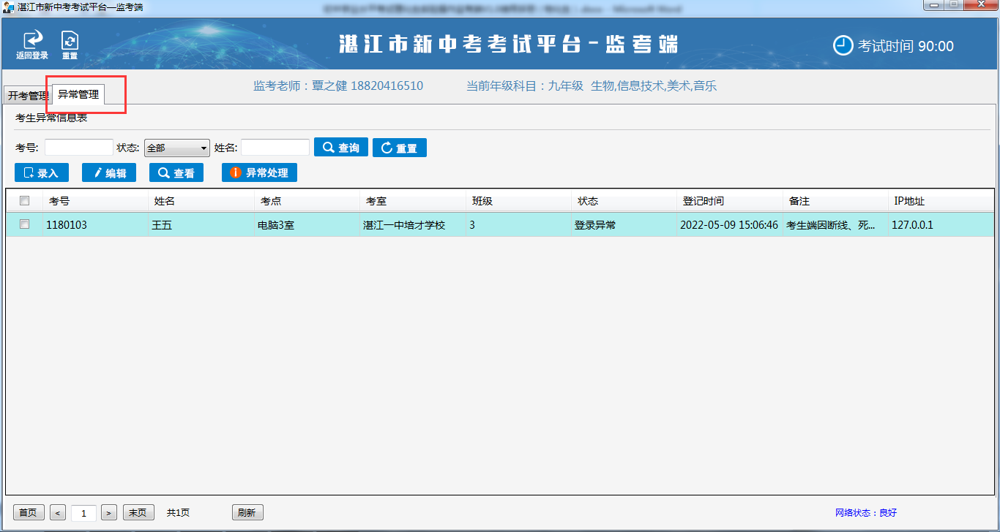 湛江市新中考考试平台—监考端
返回登录 重置 湛江市新中考考试平台-监考端 考试时间 90:00
开考管理 异常管理 监考老师：覃之健 18820416510 当前年级科目：九年级 生物,信息技术,美术,音乐
考生异常信息表
考号: 状态: 全部 姓名: 查询 重置
录入 编辑 查看 异常处理
考号 姓名 考点 考室 班级 状态 登记时间 备注 IP地址
1180103 王五 电脑3室 湛江一中培才学校 3 登录异常 2022-05-09 15:06:46 考生端因断线、死... 127.0.0.1
首页 < 1 > 末页 共1页 刷新 网络状态：良好